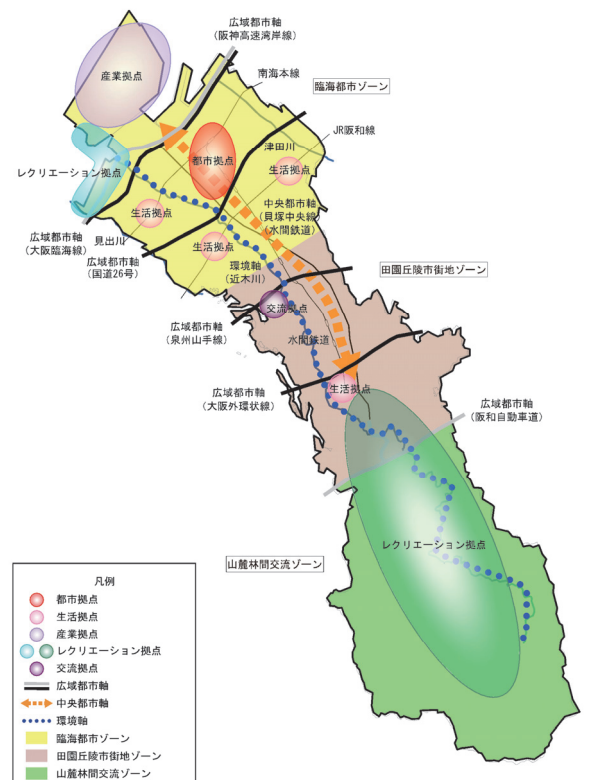 広域都市軸
（阪神高速湾岸線）
産業拠点
南海本線
臨海都市ゾーン
津田川
JR阪和線
都市拠点
レクリエーション拠点
生活拠点
中央都市軸
（貝塚中央線）
（水間鉄道）
生活拠点
広域都市軸
（大阪臨海線）
見出川
広域都市軸
（国道26号）
生活拠点
環境軸
（近木川）
田園丘陵市街地ゾーン
交流拠点
広域都市軸
（泉州山手線）
水間鉄道
生活拠点
広域都市軸
（大阪外環状線）
広域都市軸
（阪和自動車道）
レクリエーション拠点
山麓林間交流ゾーン
凡例
都市拠点
生活拠点
産業拠点
レクリエーション拠点
交流拠点
広域都市軸
中央都市軸
環境軸
臨海都市ゾーン
田園丘陵市街地ゾーン
山麓林間交流ゾーン